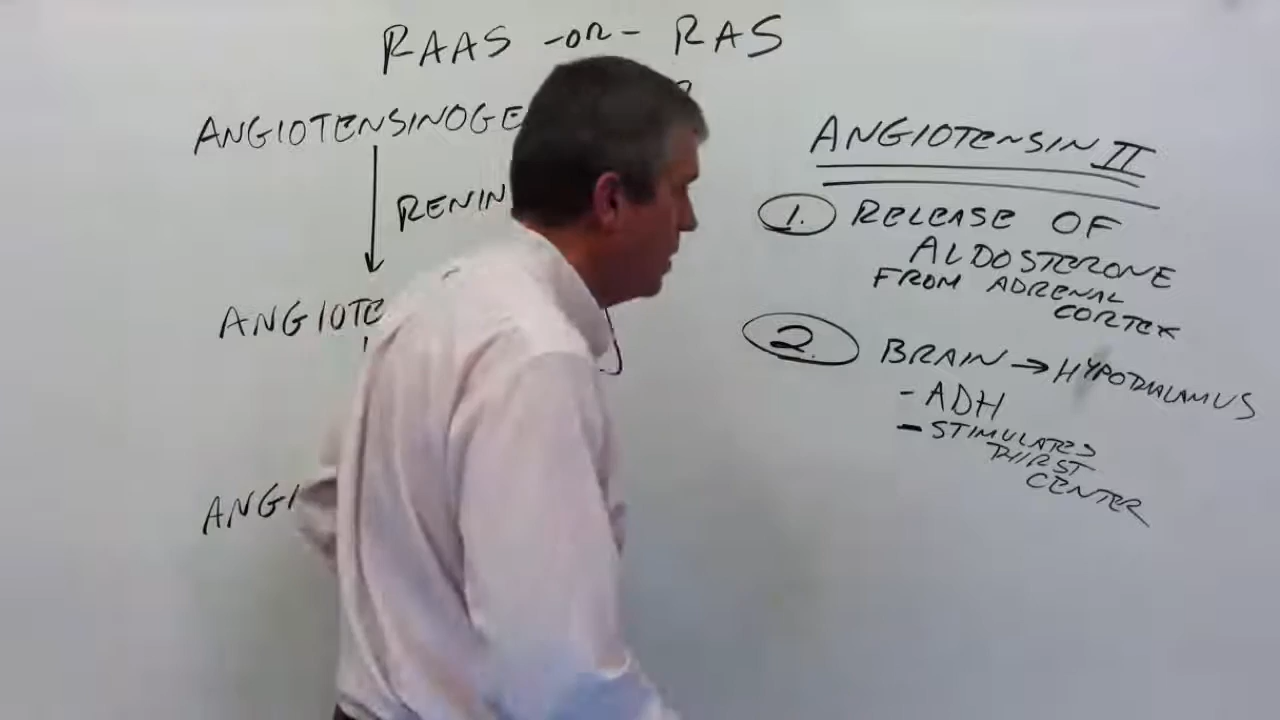 RAAS -OR- RAS
ANGIOTENSINOGE
RENIN
ANGIOTE
ANGI
ANGIOTENSIN II
1. RELEASE OF
ALDOSTERONE
FROM ADRENAL
CORTEX
2. BRAIN → HYPOTHALAMUS
- ADH
- STIMULATES
THIRST
CENTER